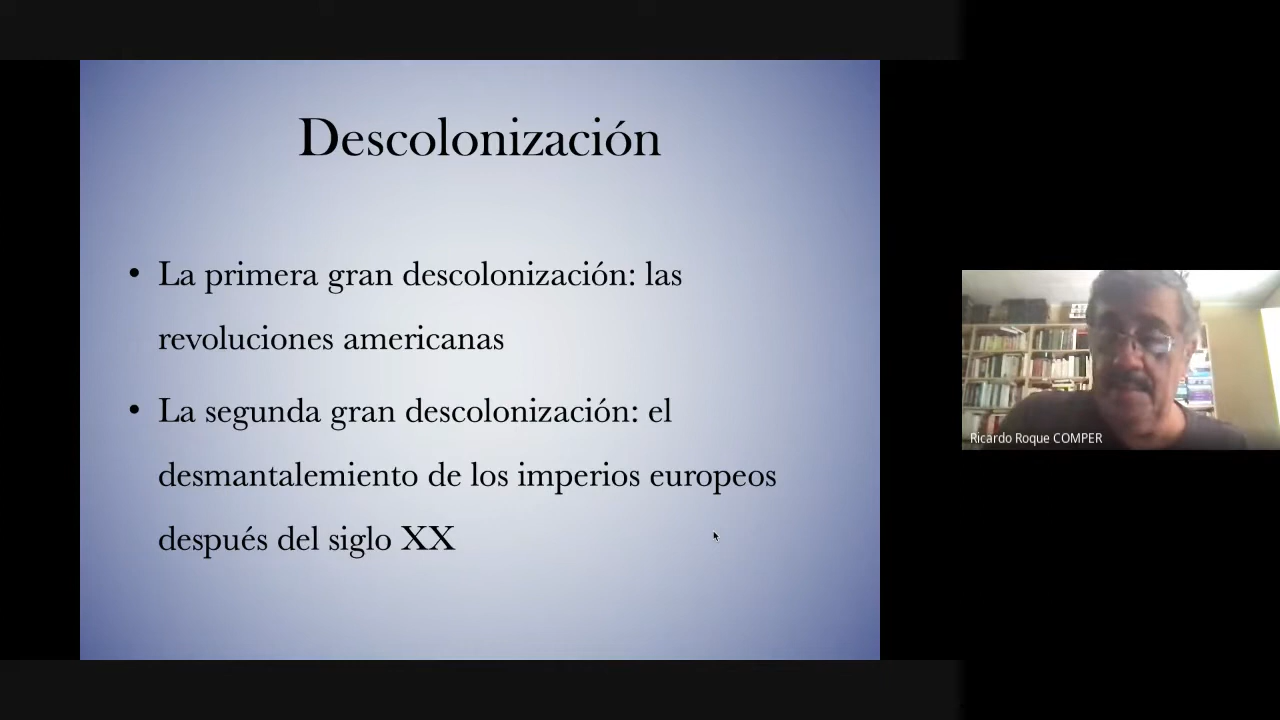 Descolonización
• La primera gran descolonización: las
revoluciones americanas
• La segunda gran descolonización: el
desmantalemiento de los imperios europeos
después del siglo XX
Ricardo Roque COMPER